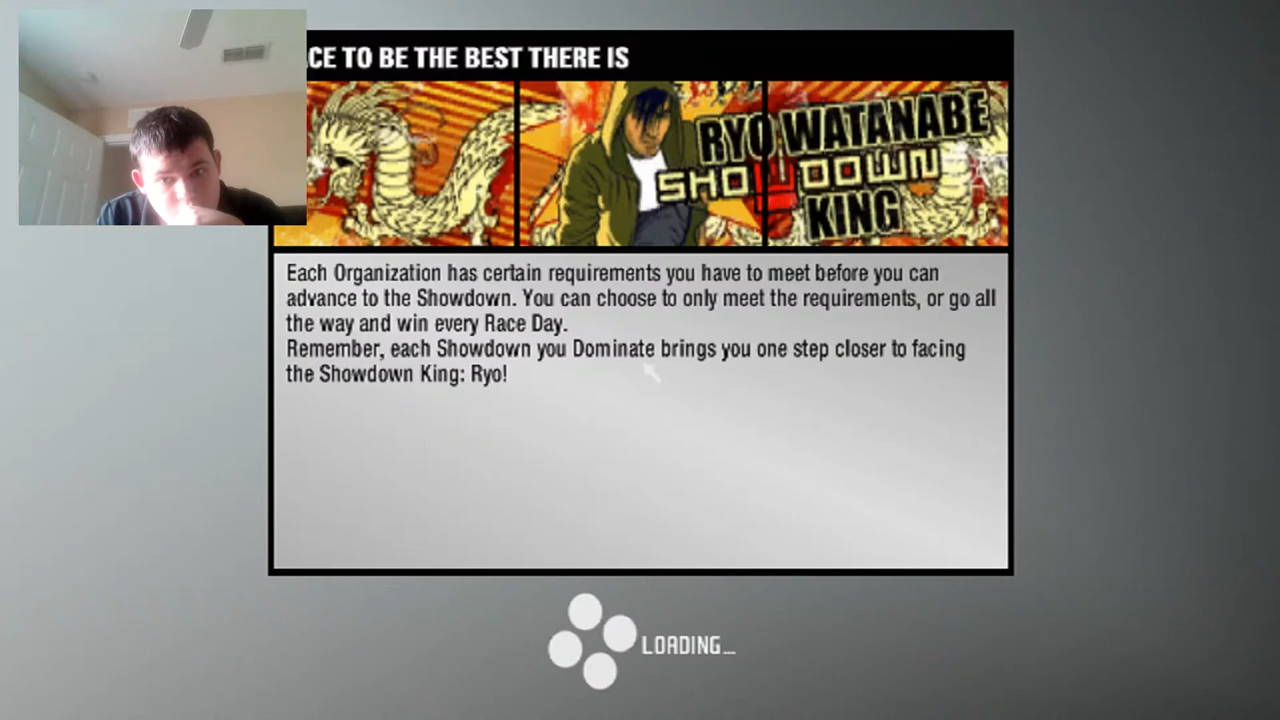 CE TO BE THE BEST THERE IS
RYO WATANABE
SHOWDOWN
KING
Each Organization has certain requirements you have to meet before you can
advance to the Showdown. You can choose to only meet the requirements, or go all
the way and win every Race Day.
Remember, each Showdown you Dominate brings you one step closer to facing
the Showdown King: Ryo!
LOADING...